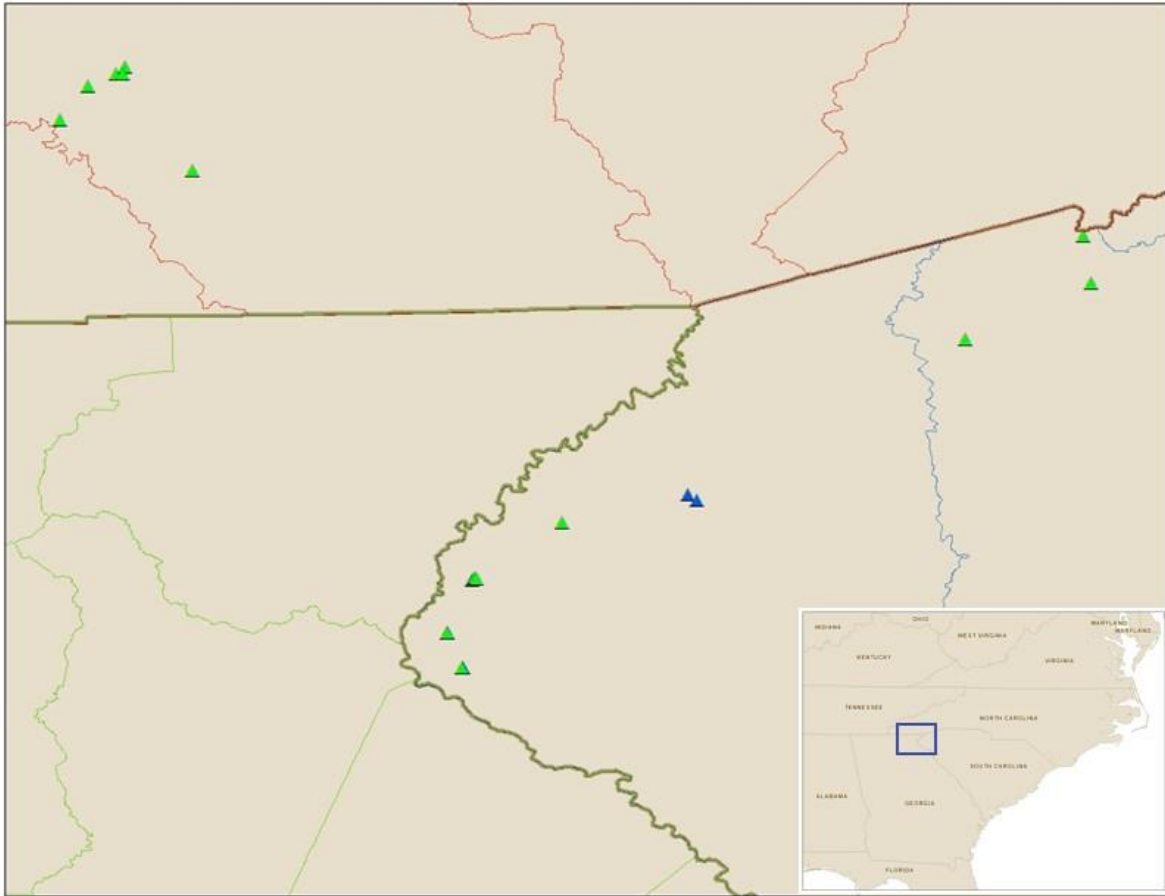 INDIANA
OHIO
MARYLAND
MARYLAND
WEST VIRGINIA
KENTUCKY
VIRGINIA
TENNESSEE
NORTH CAROLINA
SOUTH CAROLINA
ALABAMA
GEORGIA
FLORIDA